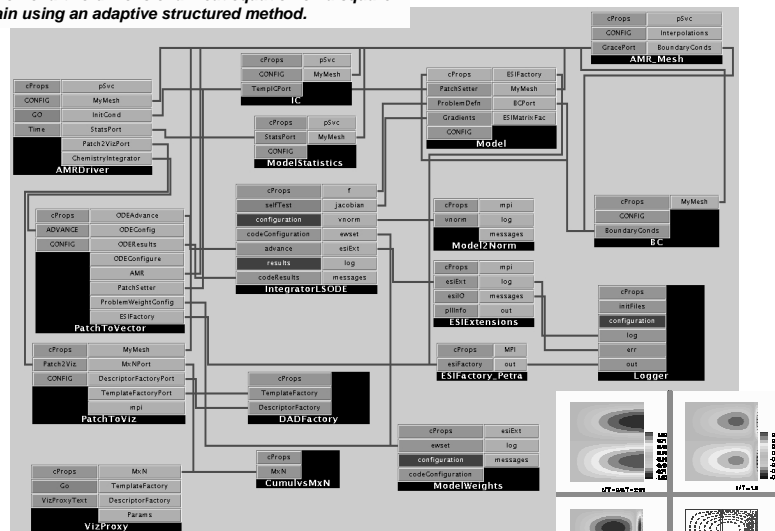 ain using an adaptive structured method.
cProps pSvc
CONFIG Interpolations
GracePort BoundaryConds
AMR_Mesh
cProps pSvc
CONFIG MyMesh
TempICPort
IC
cProps ESIFactory
PatchSetter MyMesh
ProblemDefn BCPort
Gradients ESIMatrixFac
CONFIG
Model
cProps pSvc
CONFIG MyMesh
GO InitCond
Time StatsPort
Patch2VizPort
ChemistryIntegrator
AMRDriver
cProps pSvc
StatsPort MyMesh
CONFIG
ModelStatistics
cProps f
selfTest jacobian
configuration vnorm
codeConfiguration ewset
advance esiExt
results log
codeResults messages
IntegratorLSODE
cProps mpi
vnorm log
messages
Model2Norm
cProps MyMesh
CONFIG
BoundaryConds
BC
cProps ODEAdvance
ADVANCE ODEConfig
CONFIG ODEResults
ODEConfigure
AMR
PatchSetter
ProblemWeightConfig
ESIFactory
PatchToVector
cProps mpi
esiExt log
esiIO messages
pllInfo out
ESIExtensions
cProps
initFiles
configuration
log
err
out
Logger
cProps MPI
esiFactory out
ESIFactory_Petra
cProps MyMesh
Patch2Viz MxNPort
CONFIG DescriptorFactoryPort
TemplateFactoryPort
mpi
PatchToViz
cProps
TemplateFactory
DescriptorFactory
DADFactory
cProps esiExt
ewset log
configuration messages
codeConfiguration
ModelWeights
cProps
MxN
CumulvsMxN
cProps MxN
Go TemplateFactory
VizProxyText DescriptorFactory
Params
VizProxy